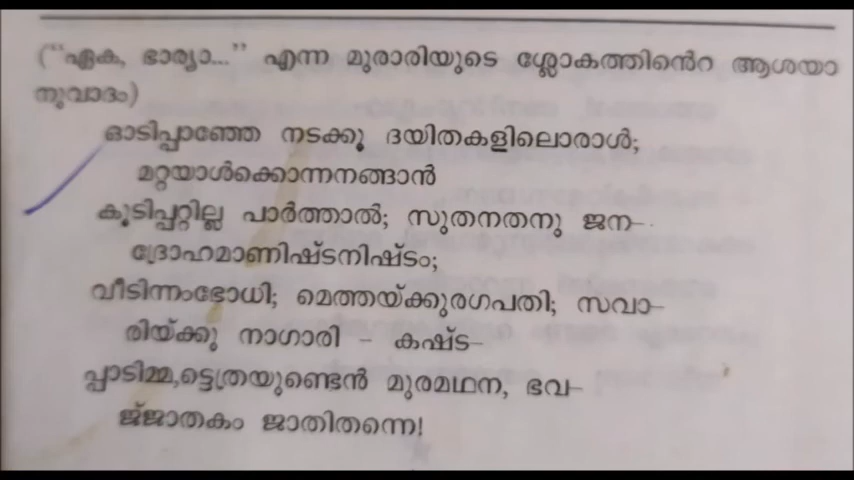 (“ഏക, ഭാര്യാ...” എന്ന മുരാരിയുടെ ശ്ലോകത്തിന്റെ ആശയാ
നുവാദം)
ഓടിപ്പാഞ്ഞേ നടക്കൂ ദയിതകളിലൊരാൾ;
മറ്റയാൾക്കൊന്നനങ്ങാൻ
കൂടിപ്പറ്റില്ല പാർത്താൽ; സുതനതനു ജന–
ദ്രോഹമാണിഷ്ടനിഷ്ടം;
വീടിന്നംഭോധി; മെത്തയ്ക്കുരഗപതി; സവാ–
രിയ്ക്കു നാഗാരി – കഷ്ട–
പ്പാടിമ്മ,ട്ടെത്രയുണ്ടെൻ മുരമഥന, ഭവ–
ജ്ജാതകം ജാതിതന്നെ!